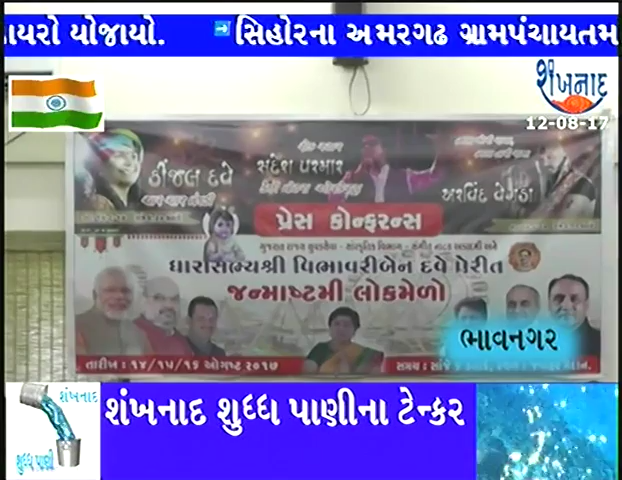 ાયરો યોજાયો. સિહોરના અમરગઢ ગ્રામપંચાયતમ
શંખનાદ
12-08-17
કિંજલ દવે
સંદેશ પરમાર
અરવિંદ વેગડા
પ્રેસ કોન્ફરન્સ
ધારાસભ્યશ્રી વિભાવરીબેન દવે પ્રેરીત
જન્માષ્ટમી લોકમેળો
ભાવનગર
તારીખ : ૧૪/૧૫/૧૬ ઓગષ્ટ ૨૦૧૭
સમય : સાંજે
શંખનાદ
શુધ્ધ પાણી
શંખનાદ શુધ્ધ પાણીના ટેન્કર